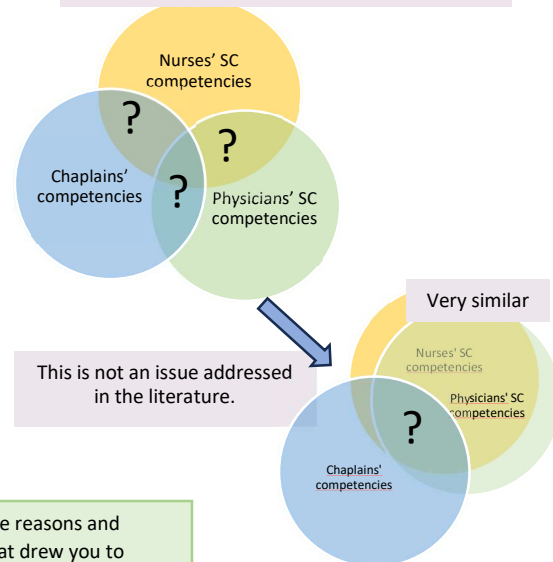 Nurses' SC
competencies
?
?
Chaplains'
competencies
?
Physicians' SC
competencies
Very similar
This is not an issue addressed
in the literature.
Nurses' SC
competencies
Physicians' SC
competencies
?
Chaplains'
competencies
e reasons and
at drew you to